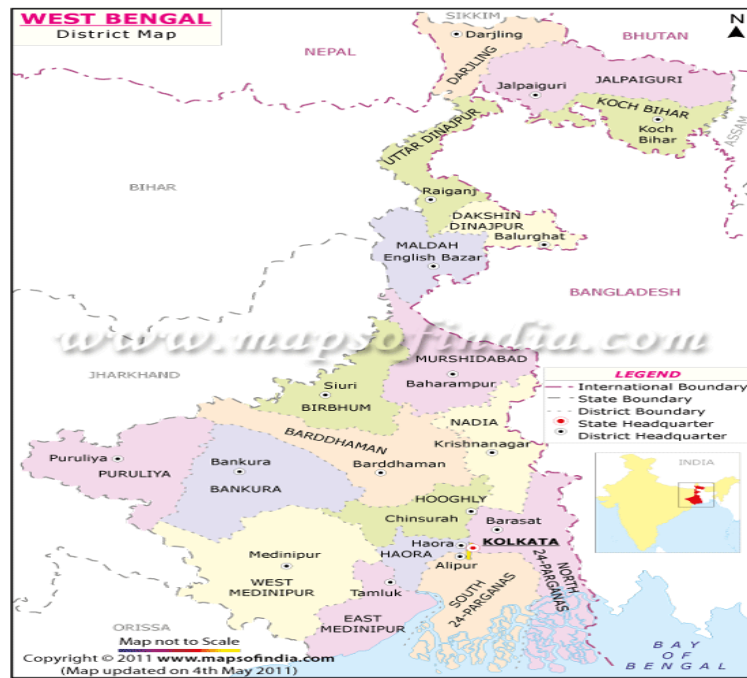 WEST BENGAL
District Map
SIKKIM
N
Darjling
BHUTAN
NEPAL
DARJLING
JALPAIGURI
Jalpaiguri
KOCH BIHAR
Koch
Bihar
ASSAM
UTTAR DINAJPUR
BIHAR
Raiganj
DAKSHIN
DINAJPUR
Balurghat
MALDAH
English Bazar
BANGLADESH
www.mapsofindia.com
MURSHIDABAD
Baharampur
JHARKHAND
Siuri
BIRBHUM
LEGEND
International Boundary
State Boundary
District Boundary
State Headquarter
District Headquarter
NADIA
Krishnanagar
BARDDHAMAN
Barddhaman
Puruliya
PURULIYA
Bankura
BANKURA
INDIA
HOOGHLY
Chinsurah
Barasat
Haora
KOLKATA
HAORA
Alipur
Medinipur
WEST
MEDINIPUR
Tamluk
EAST
MEDINIPUR
SOUTH
24-PARGANAS
NORTH
24-PARGANAS
ORISSA
Map not to Scale
BAY
OF
BENGAL
Copyright © 2011 www.mapsofindia.com
(Map updated on 4th May 2011)